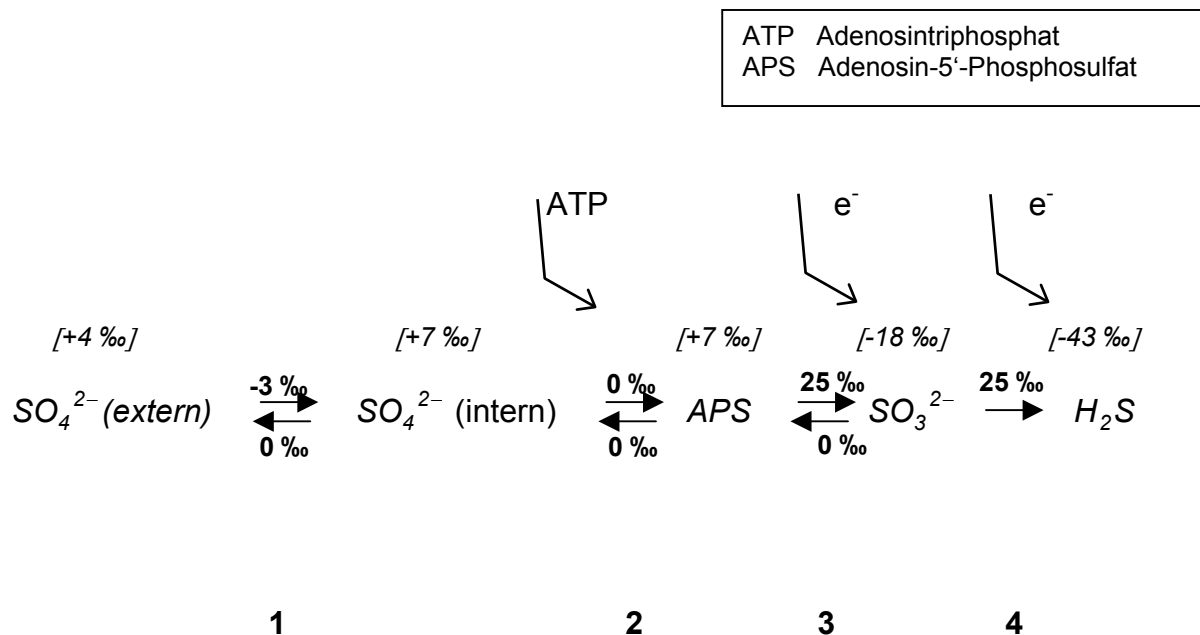 ATP Adenosintriphosphat
APS Adenosin-5‘-Phosphosulfat
ATP e⁻ e⁻
[+4 ‰] [+7 ‰] [+7 ‰] [-18 ‰] [-43 ‰]
-3 ‰ 0 ‰ 25 ‰ 25 ‰
SO₄²⁻ (extern) SO₄²⁻ (intern) APS SO₃²⁻ H₂S
0 ‰ 0 ‰ 0 ‰
1 2 3 4